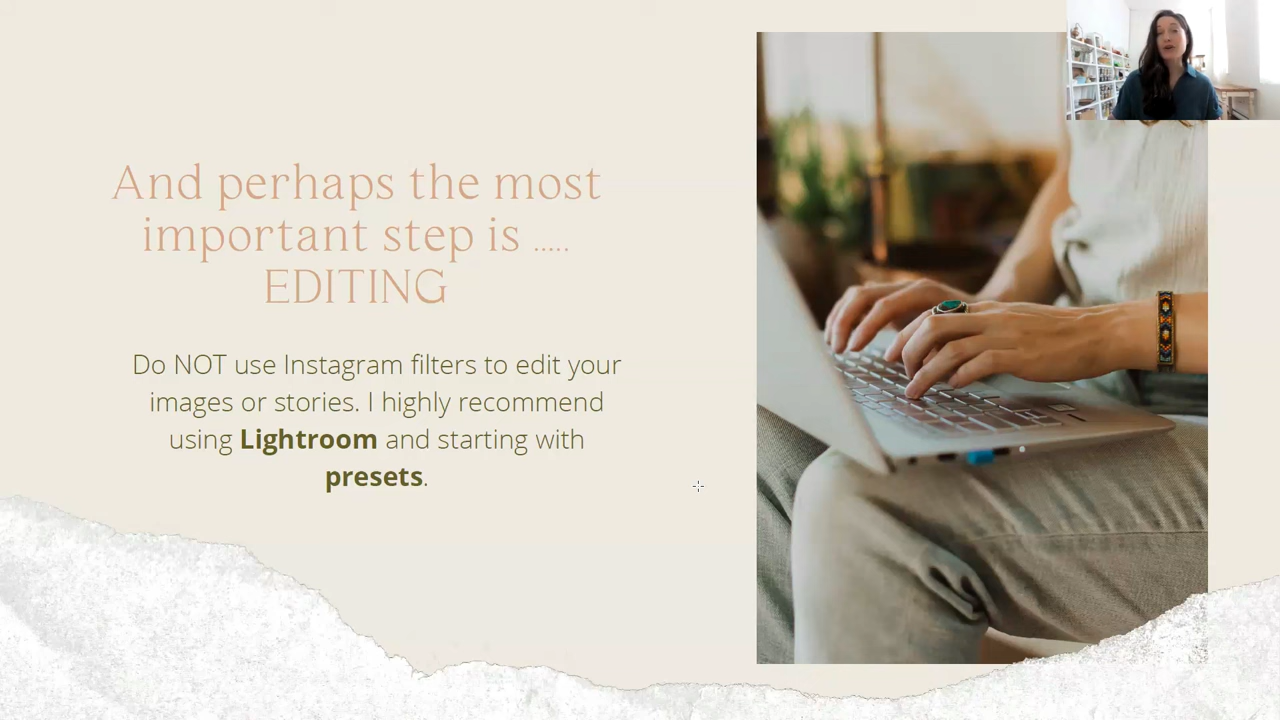 And perhaps the most
important step is .....
EDITING
Do NOT use Instagram filters to edit your
images or stories. I highly recommend
using Lightroom and starting with
presets.